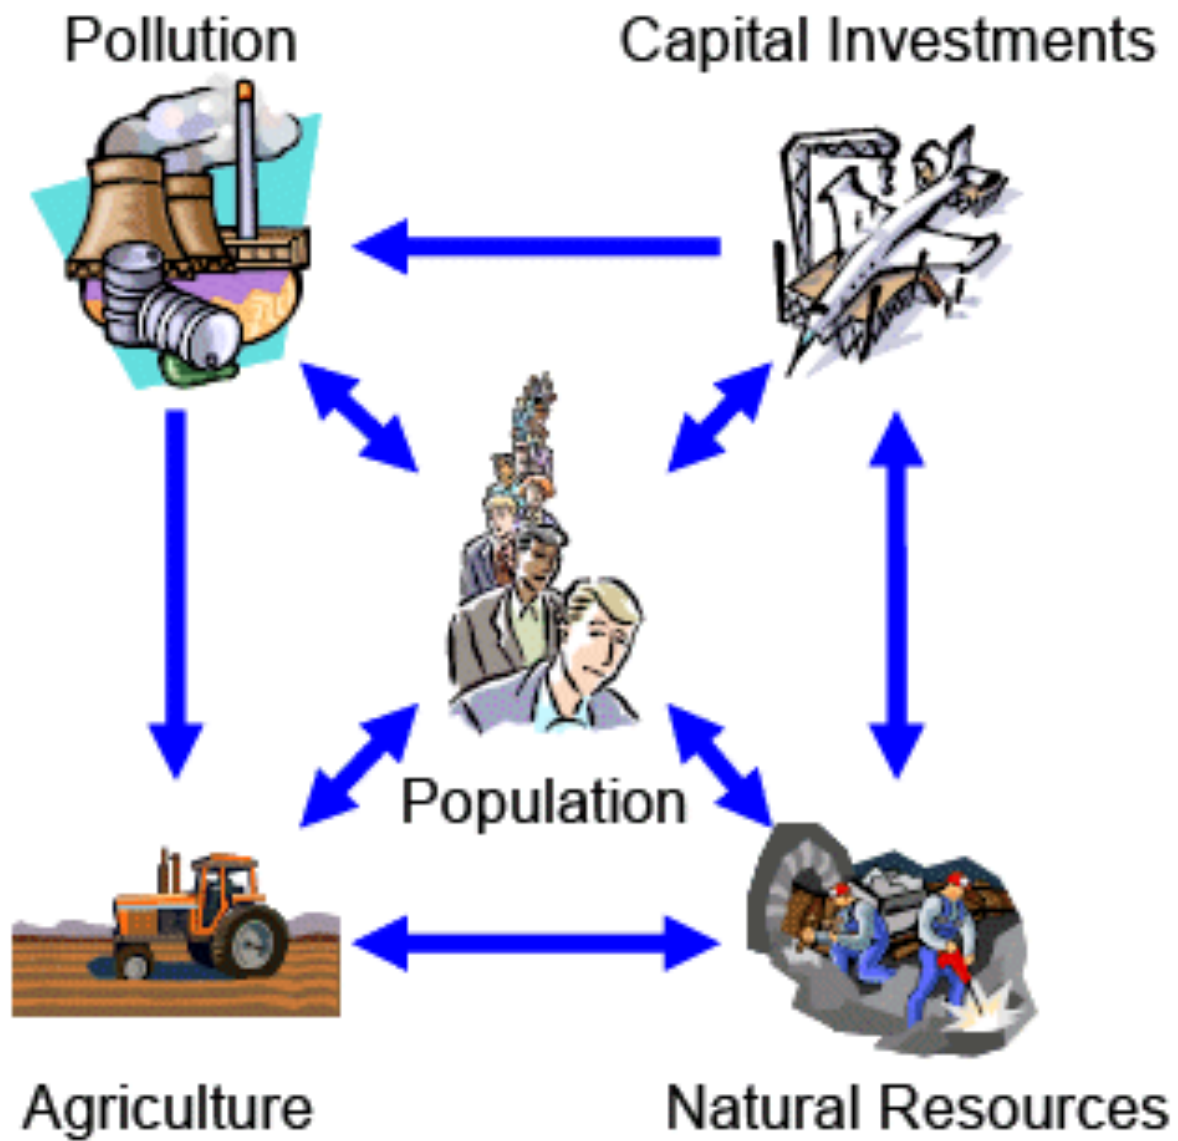 Pollution
Capital Investments
Population
Agriculture
Natural Resources